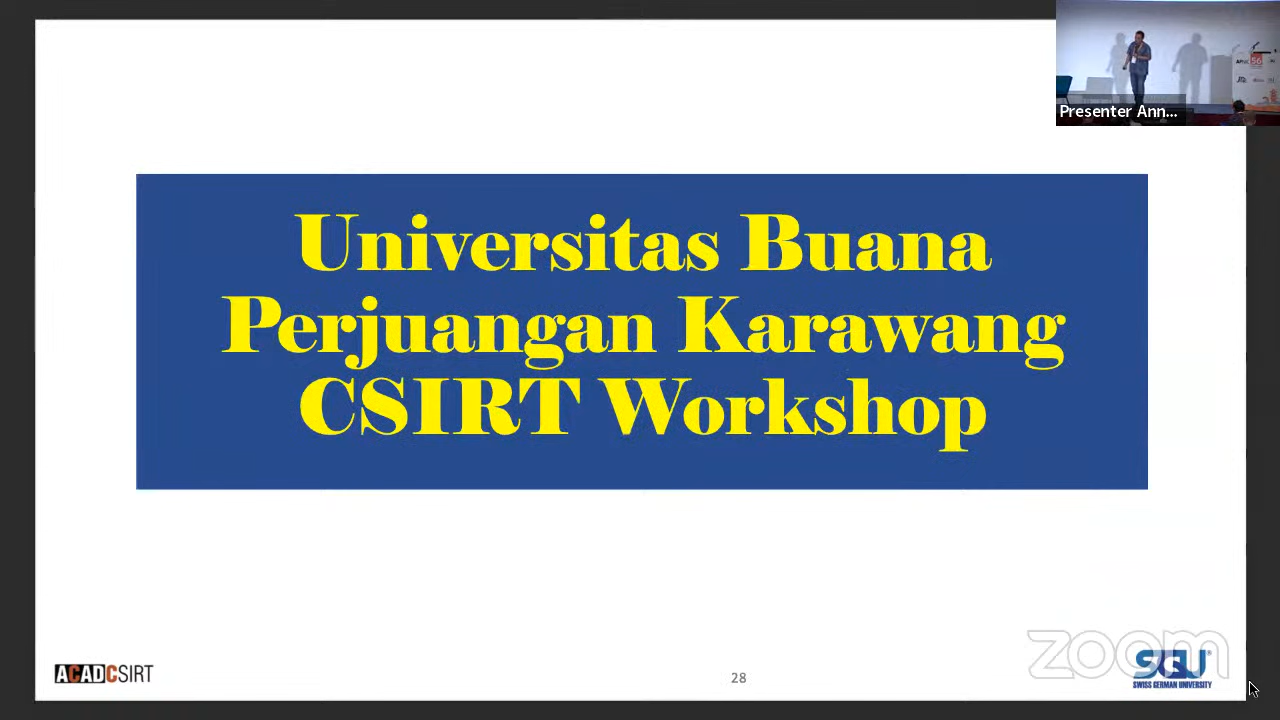 Presenter Ann...
Universitas Buana
Perjuangan Karawang
CSIRT Workshop
ACADCSIRT
28
zoom
SGU
SWISS GERMAN UNIVERSITY